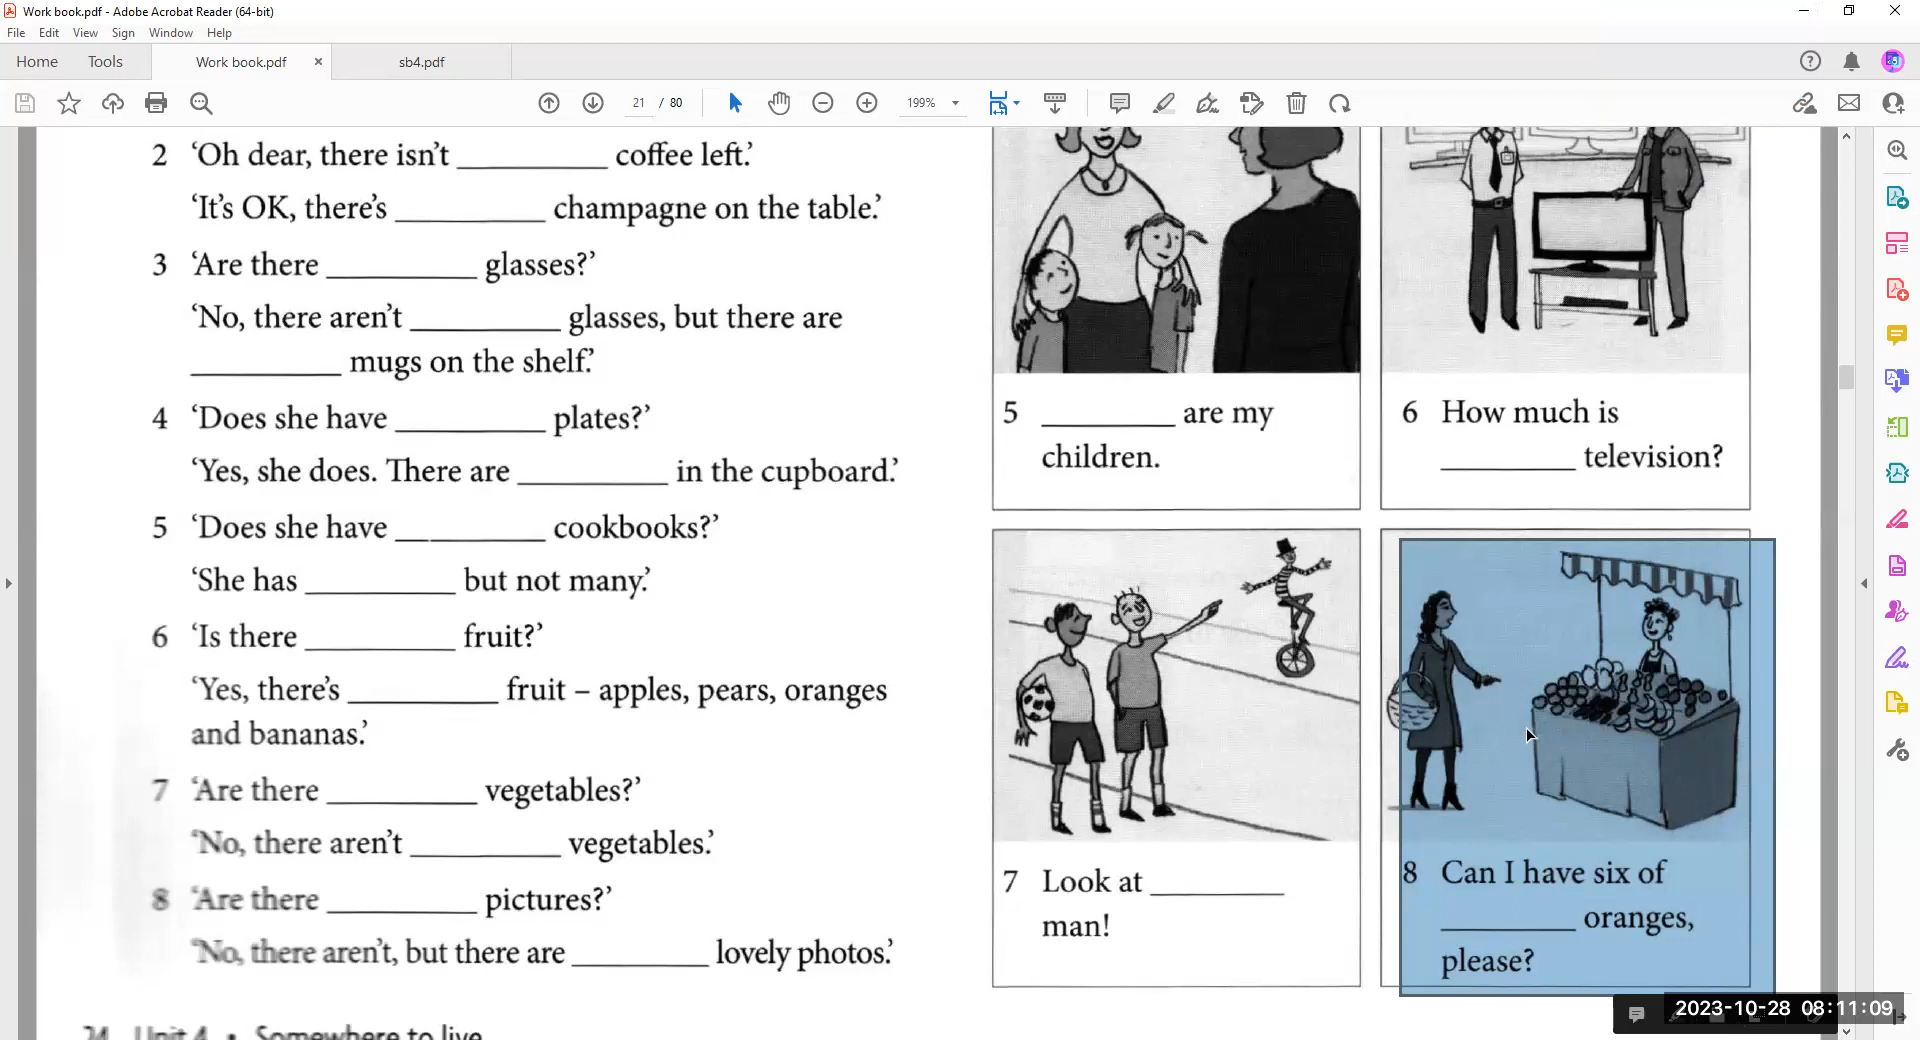 Work book.pdf - Adobe Acrobat Reader (64-bit)
File Edit View Sign Window Help
Home Tools Work book.pdf × sb4.pdf
21 / 80 199%
2 ‘Oh dear, there isn’t __________ coffee left.’
‘It’s OK, there’s __________ champagne on the table.’
3 ‘Are there __________ glasses?’
‘No, there aren’t __________ glasses, but there are
__________ mugs on the shelf.’
4 ‘Does she have __________ plates?’
‘Yes, she does. There are __________ in the cupboard.’
5 ‘Does she have __________ cookbooks?’
‘She has __________ but not many.’
6 ‘Is there __________ fruit?’
‘Yes, there’s __________ fruit – apples, pears, oranges
and bananas.’
7 ‘Are there __________ vegetables?’
‘No, there aren’t __________ vegetables.’
8 ‘Are there __________ pictures?’
‘No, there aren’t, but there are __________ lovely photos.’
24 Unit 4 • Somewhere to live
5 __________ are my
children.
6 How much is
__________ television?
7 Look at __________
man!
8 Can I have six of
__________ oranges,
please?
2023-10-28 08:11:09